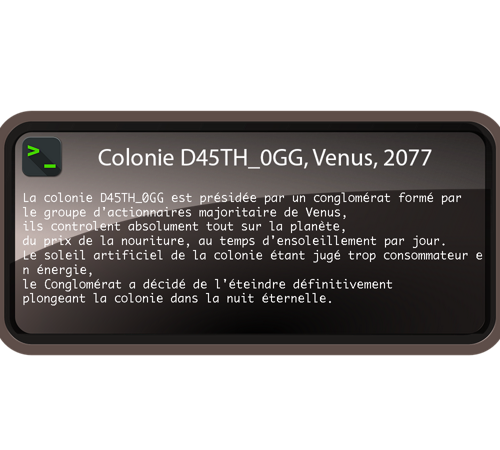 >_
Colonie D45TH_0GG, Venus, 2077
La colonie D45TH_0GG est présidée par un conglomérat formé par
le groupe d'actionnaires majoritaire de Venus,
ils controlent absolument tout sur la planète,
du prix de la nouriture, au temps d'ensoleillement par jour.
Le soleil artificiel de la colonie étant jugé trop consommateur e
n énergie,
le Conglomérat a décidé de l'éteindre définitivement
plongeant la colonie dans la nuit éternelle.